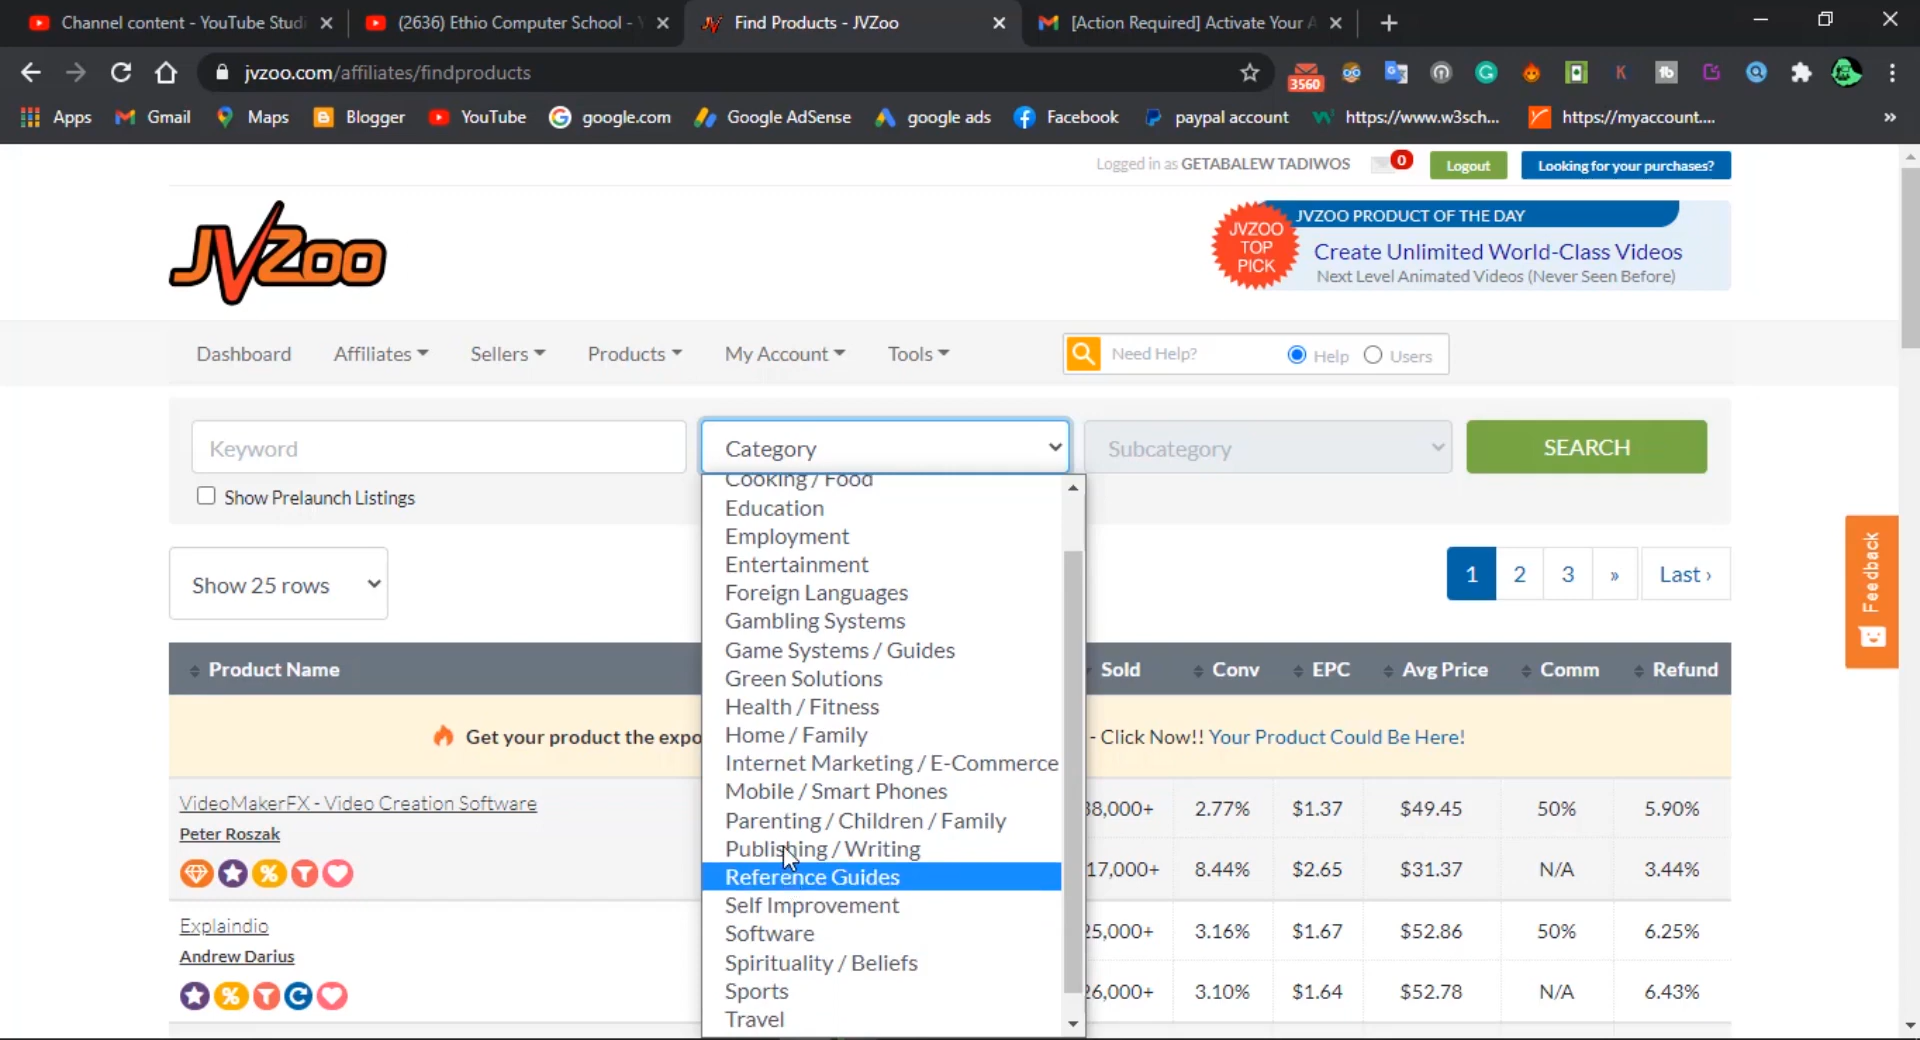 Channel content - YouTube Studi
(2636) Ethio Computer School -
Find Products - JVZoo
[Action Required] Activate Your A
jvzoo.com/affiliates/findproducts
3560
Apps
Gmail
Maps
Blogger
YouTube
google.com
Google AdSense
google ads
Facebook
paypal account
https://www.w3sch...
https://myaccount....
»
Logged in as GETABALEW TADIWOS
0
Logout
Looking for your purchases?
JVZoo
JVZOO TOP PICK
JVZOO PRODUCT OF THE DAY
Create Unlimited World-Class Videos
Next Level Animated Videos (Never Seen Before)
Dashboard
Affiliates
Sellers
Products
My Account
Tools
Need Help?
Help
Users
Keyword
Category
Subcategory
SEARCH
Show Prelaunch Listings
Cooking / Food
Education
Employment
Entertainment
Foreign Languages
Gambling Systems
Game Systems / Guides
Green Solutions
Health / Fitness
Home / Family
Internet Marketing / E-Commerce
Mobile / Smart Phones
Parenting / Children / Family
Publishing / Writing
Reference Guides
Self Improvement
Software
Spirituality / Beliefs
Sports
Travel
Show 25 rows
1 2 3 » Last ›
Feedback
Product Name Sold Conv EPC Avg Price Comm Refund
Get your product the expo - Click Now!! Your Product Could Be Here!
VideoMakerFX - Video Creation Software
Peter Roszak
8,000+ 2.77% $1.37 $49.45 50% 5.90%
17,000+ 8.44% $2.65 $31.37 N/A 3.44%
Explaindio
Andrew Darius
25,000+ 3.16% $1.67 $52.86 50% 6.25%
26,000+ 3.10% $1.64 $52.78 N/A 6.43%